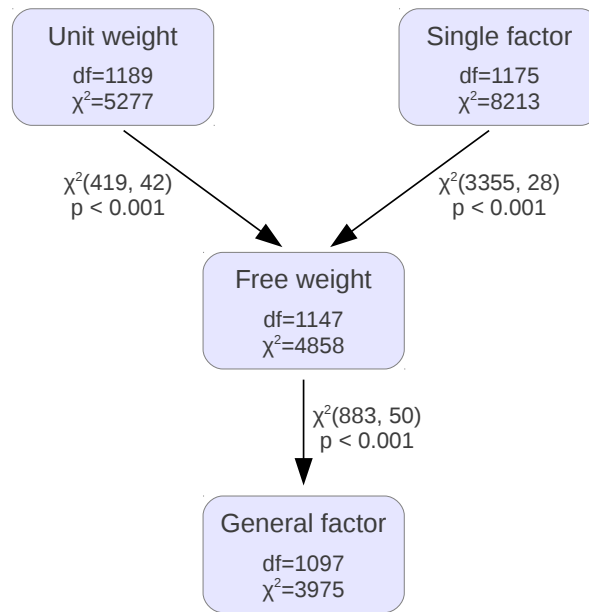 Unit weight
df=1189
χ²=5277
Single factor
df=1175
χ²=8213
χ²(419, 42)
p < 0.001
χ²(3355, 28)
p < 0.001
Free weight
df=1147
χ²=4858
χ²(883, 50)
p < 0.001
General factor
df=1097
χ²=3975